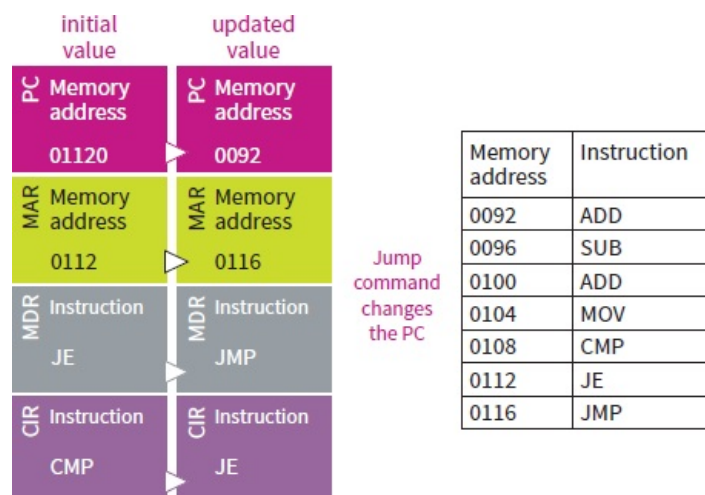 initial
value
updated
value
PC
Memory
address
01120
PC
Memory
address
0092
MAR
Memory
address
0112
MAR
Memory
address
0116
MDR
Instruction
JE
MDR
Instruction
JMP
CIR
Instruction
CMP
CIR
Instruction
JE
Jump
command
changes
the PC
Memory
address
Instruction
0092 ADD
0096 SUB
0100 ADD
0104 MOV
0108 CMP
0112 JE
0116 JMP